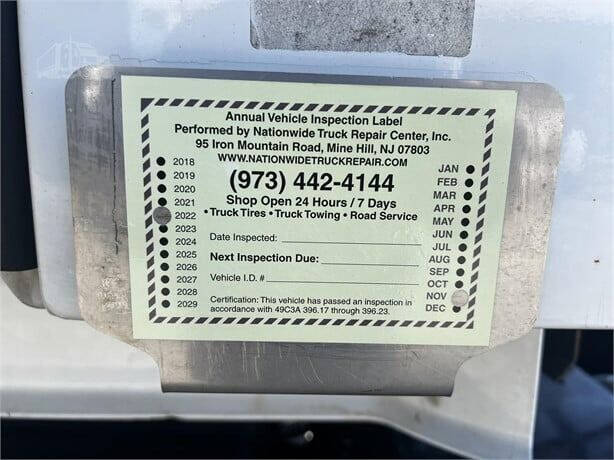 Annual Vehicle Inspection Label
Performed by Nationwide Truck Repair Center, Inc.
95 Iron Mountain Road, Mine Hill, NJ 07803
WWW.NATIONWIDETRUCKREPAIR.COM
(973) 442-4144
Shop Open 24 Hours / 7 Days
• Truck Tires • Truck Towing • Road Service
2018
2019
2020
2021
2022
2023
2024
2025
2026
2027
2028
2029
Date Inspected:
Next Inspection Due:
Vehicle I.D. #
Certification: This vehicle has passed an inspection in
accordance with 49C3A 396.17 through 396.23.
JAN
FEB
MAR
APR
MAY
JUN
JUL
AUG
SEP
OCT
NOV
DEC